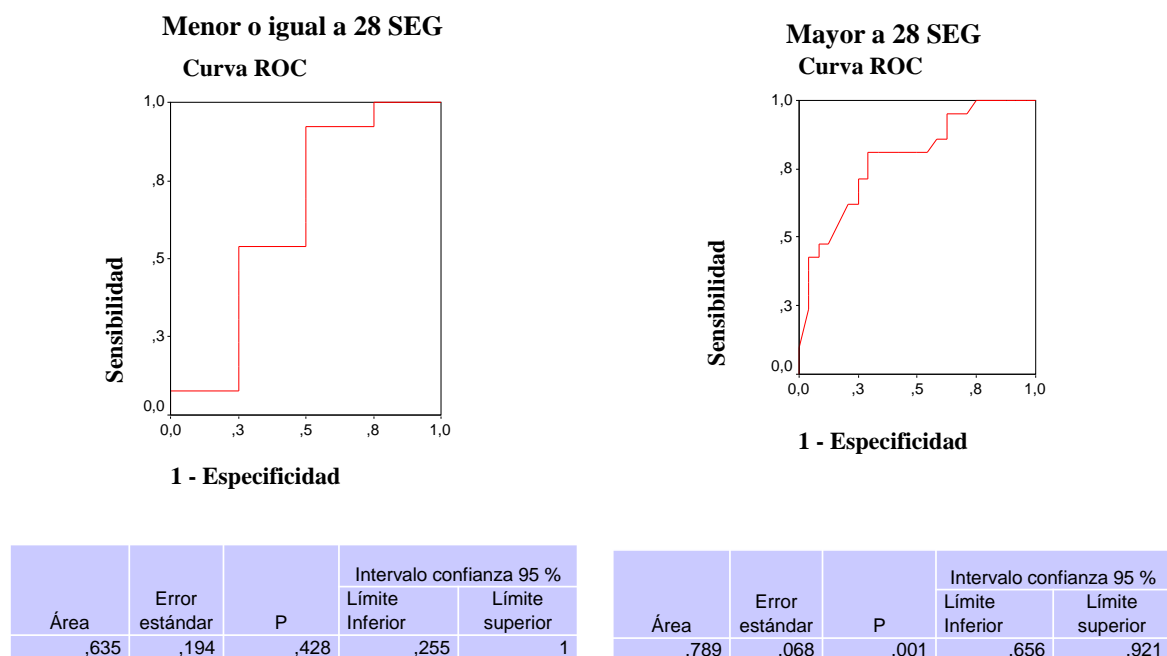 Menor o igual a 28 SEG
Curva ROC
1,0
,8
,5
,3
0,0
0,0 ,3 ,5 ,8 1,0
Sensibilidad
1 - Especificidad
Mayor a 28 SEG
Curva ROC
1,0
,8
,5
,3
0,0
0,0 ,3 ,5 ,8 1,0
Sensibilidad
1 - Especificidad
Intervalo confianza 95 %
Error Límite Límite
Área estándar P Inferior superior
,635 ,194 ,428 ,255 1
Intervalo confianza 95 %
Error Límite Límite
Área estándar P Inferior superior
,789 ,068 ,001 ,656 ,921